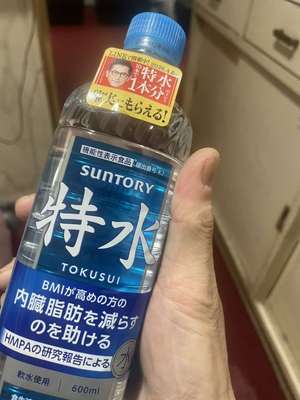 特水
1本分
もらえる!
機能性表示食品
SUNTORY
特水
TOKUSUI
BMIが高めの方の
内臓脂肪を減らす
のを助ける
HMPAの研究報告による
水
軟水使用
600ml